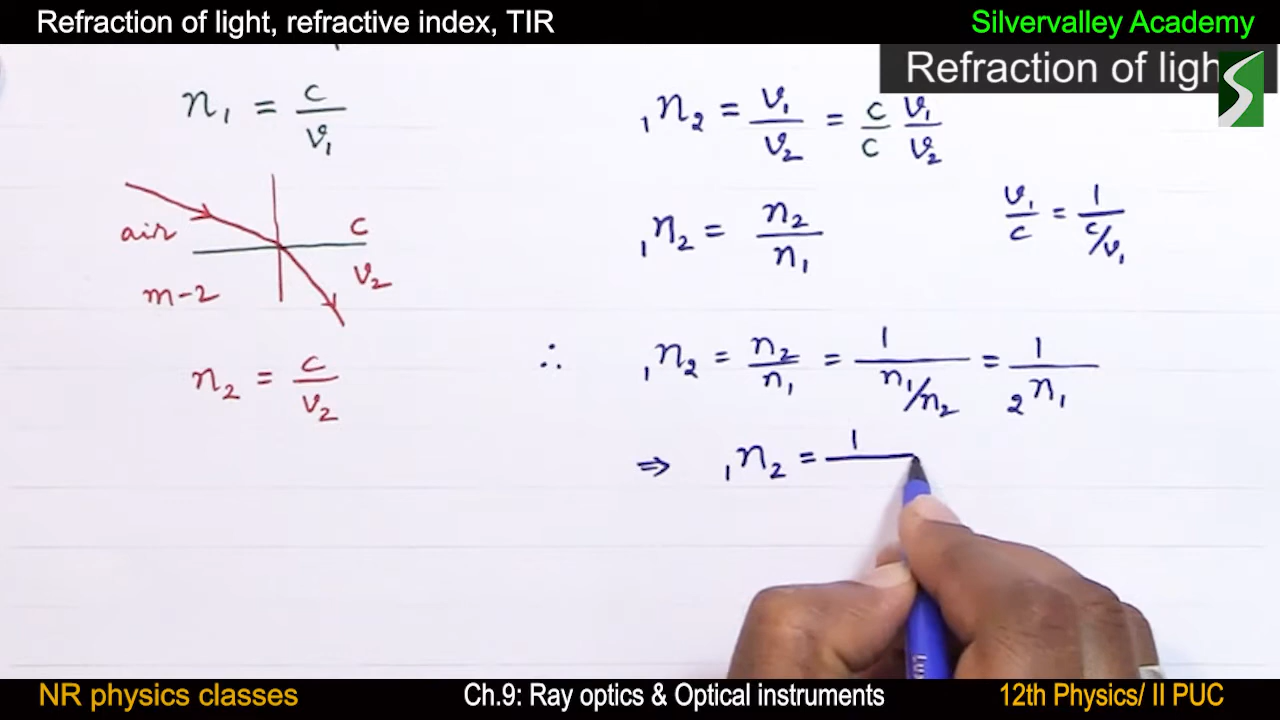 Refraction of light, refractive index, TIR
Silvervalley Academy
Refraction of ligh
n₁ = c/v₁
air
c
m-2
v₂
n₂ = c/v₂
₁n₂ = v₁/v₂ = c/c v₁/v₂
₁n₂ = n₂/n₁
v₁/c = 1/(c/v₁)
∴ ₁n₂ = n₂/n₁ = 1/(n₁/n₂) = 1/₂n₁
⇒ ₁n₂ = 1/
NR physics classes
Ch.9: Ray optics & Optical instruments
12th Physics/ II PUC